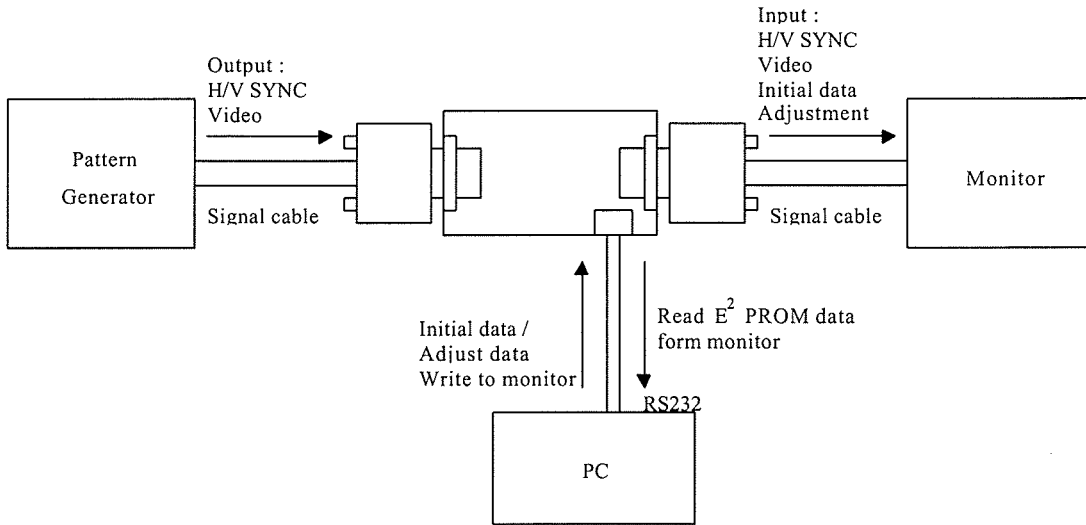 Input :
H/V SYNC
Video
Initial data
Adjustment
Output :
H/V SYNC
Video
Pattern
Generator
Signal cable
Signal cable
Monitor
Initial data /
Adjust data
Write to monitor
Read E² PROM data
form monitor
RS232
PC